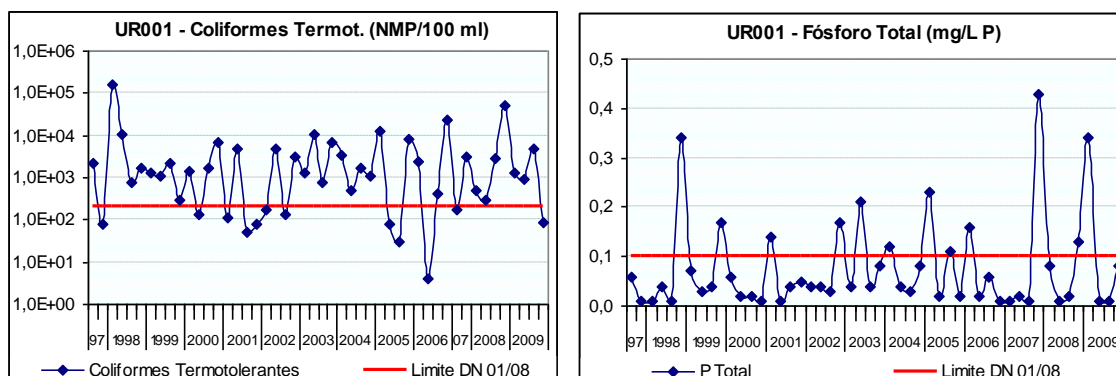 UR001 - Coliformes Termot. (NMP/100 ml)
1,0E+06
1,0E+05
1,0E+04
1,0E+03
1,0E+02
1,0E+01
1,0E+00
97 1998 1999 2000 2001 2002 2003 2004 2005 2006 07 2008 2009
Coliformes Termotolerantes Limite DN 01/08
UR001 - Fósforo Total (mg/L P)
0,5
0,4
0,3
0,2
0,1
0,0
97 1998 1999 2000 2001 2002 2003 2004 2005 2006 2007 2008 2009
P Total Limite DN 01/08